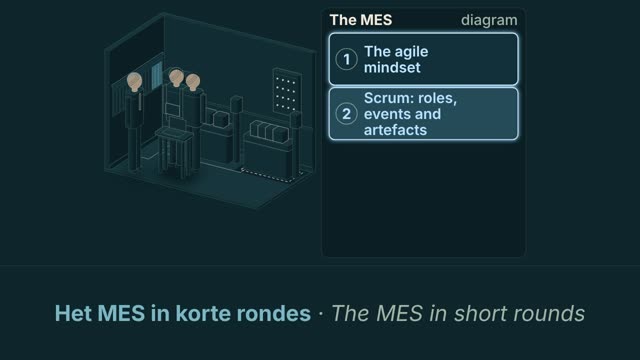 The MES
diagram
1
The agile
mindset
2
Scrum: roles,
events and
artefacts
Het MES in korte rondes · The MES in short rounds